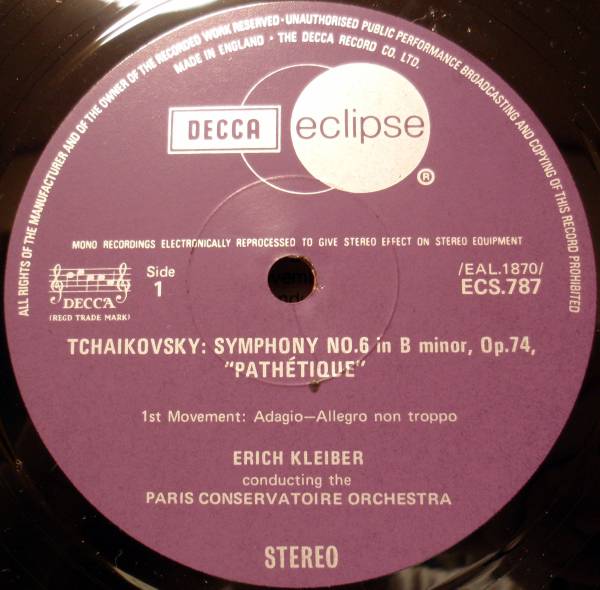 ALL RIGHTS OF THE MANUFACTURER AND OF THE OWNER OF THE RECORDED WORK RESERVED · UNAUTHORISED PUBLIC PERFORMANCE BROADCASTING AND COPYING OF THIS RECORD PROHIBITED
MADE IN ENGLAND · THE DECCA RECORD CO. LTD.
DECCA eclipse
®
MONO RECORDINGS ELECTRONICALLY REPROCESSED TO GIVE STEREO EFFECT ON STEREO EQUIPMENT
DECCA
(REGD TRADE MARK)
Side
1
/EAL.1870/
ECS.787
TCHAIKOVSKY: SYMPHONY NO.6 in B minor, Op.74,
"PATHÉTIQUE"
1st Movement: Adagio—Allegro non troppo
ERICH KLEIBER
conducting the
PARIS CONSERVATOIRE ORCHESTRA
STEREO